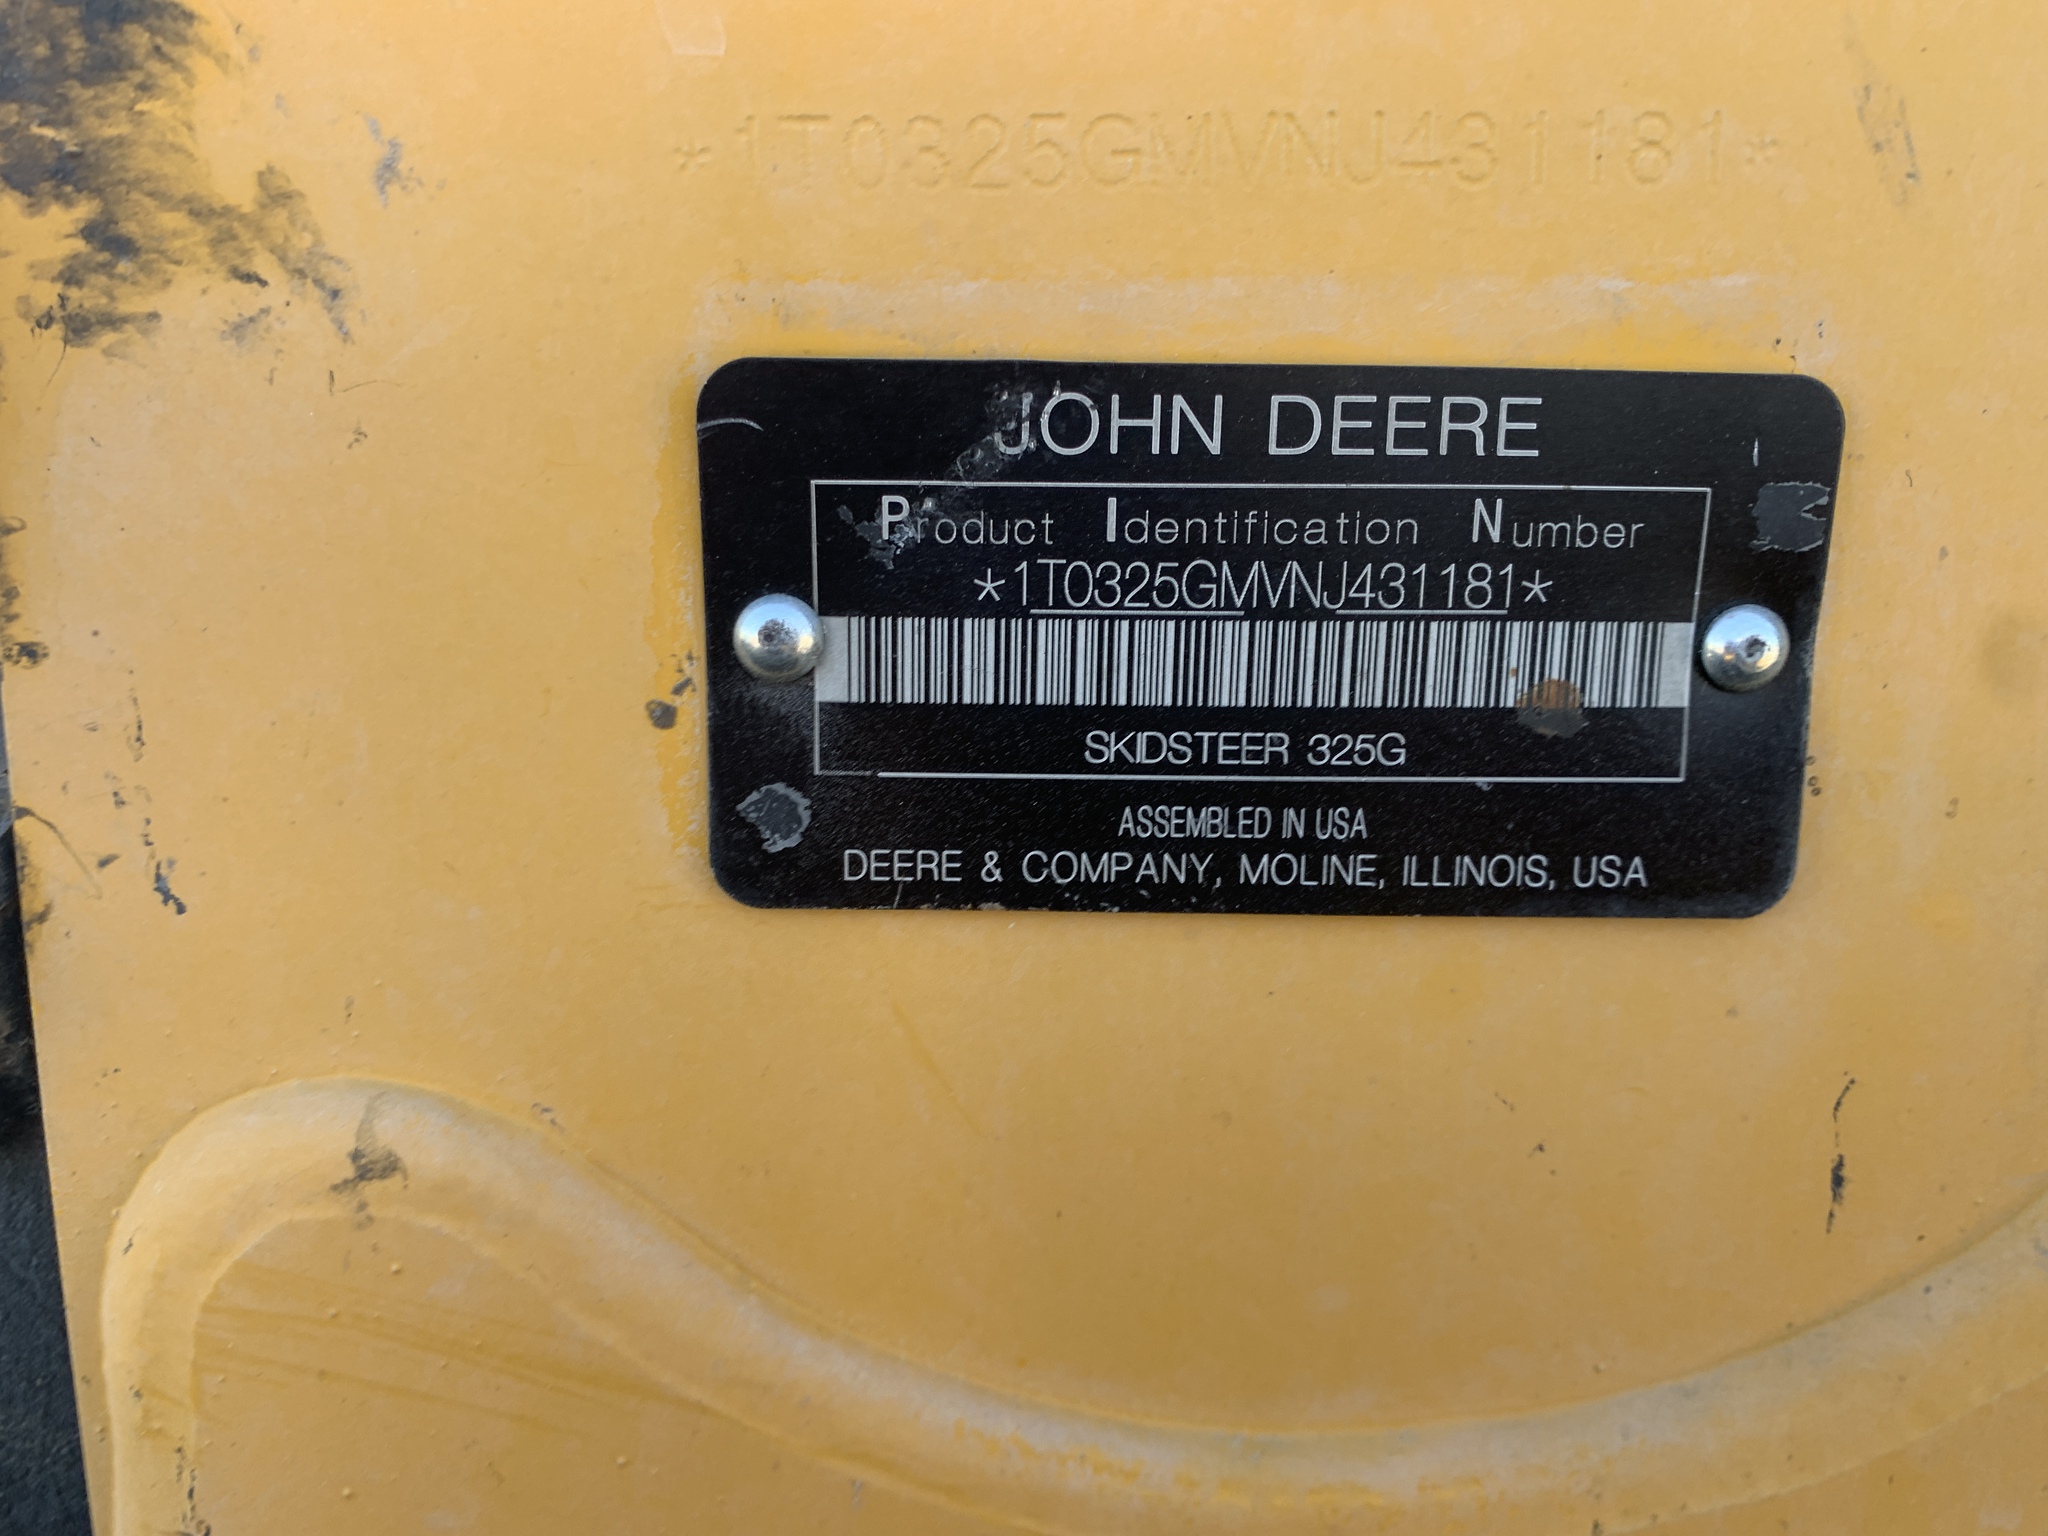 *1T0325GMVNJ431181*
JOHN DEERE
Product Identification Number
*1T0325GMVNJ431181*
SKIDSTEER 325G
ASSEMBLED IN USA
DEERE & COMPANY, MOLINE, ILLINOIS, USA